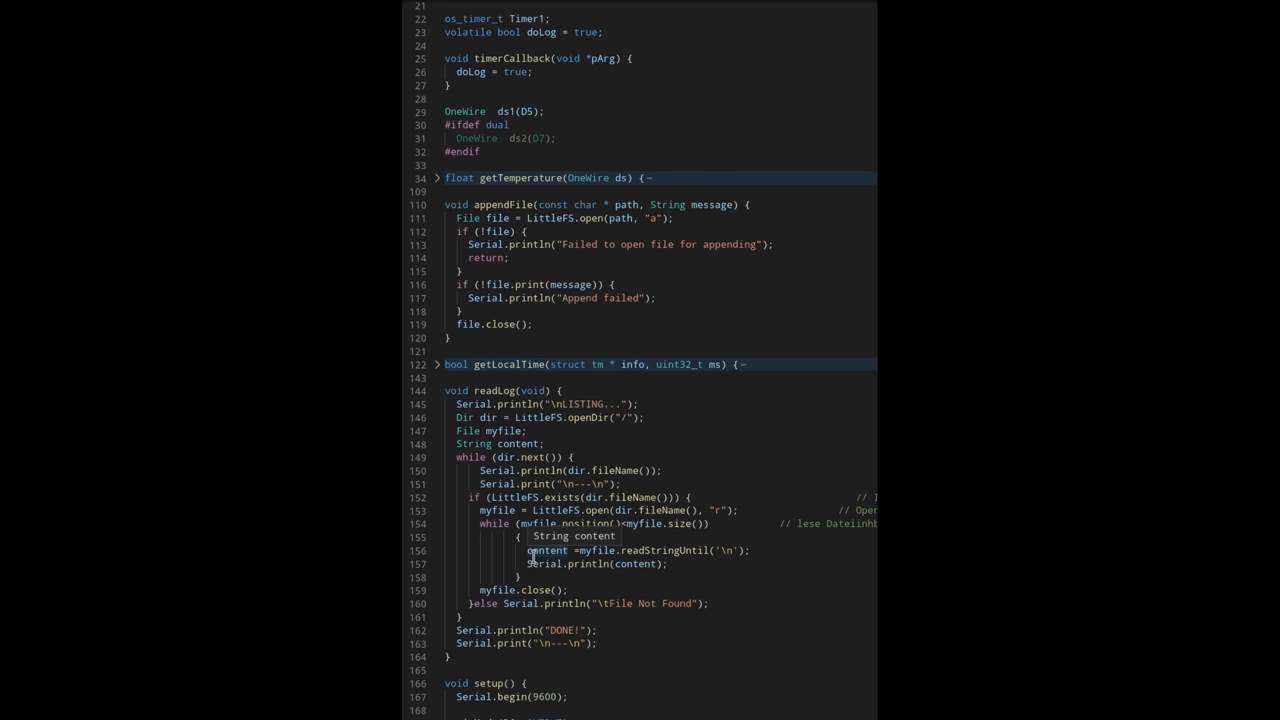 21
22 os_timer_t Timer1;
23 volatile bool doLog = true;
24
25 void timerCallback(void *pArg) {
26 doLog = true;
27 }
28
29 OneWire  ds1(D5);
30 #ifdef dual
31 OneWire  ds2(D7);
32 #endif
33
34 > float getTemperature(OneWire ds) {⋯
109
110 void appendFile(const char * path, String message) {
111 File file = LittleFS.open(path, "a");
112 if (!file) {
113 Serial.println("Failed to open file for appending");
114 return;
115 }
116 if (!file.print(message)) {
117 Serial.println("Append failed");
118 }
119 file.close();
120 }
121
122 > bool getLocalTime(struct tm * info, uint32_t ms) {⋯
143
144 void readLog(void) {
145 Serial.println("\nLISTING...");
146 Dir dir = LittleFS.openDir("/");
147 File myfile;
148 String content;
149 while (dir.next()) {
150 Serial.println(dir.fileName());
151 Serial.print("\n---\n");
152 if (LittleFS.exists(dir.fileName())) { //
153 myfile = LittleFS.open(dir.fileName(), "r"); // Open
154 while (myfile.position()<myfile.size()) // lese Dateiinhb
155 {
String content
156 content =myfile.readStringUntil('\n');
157 Serial.println(content);
158 }
159 myfile.close();
160 }else Serial.println("\tFile Not Found");
161 }
162 Serial.println("DONE!");
163 Serial.print("\n---\n");
164 }
165
166 void setup() {
167 Serial.begin(9600);
168